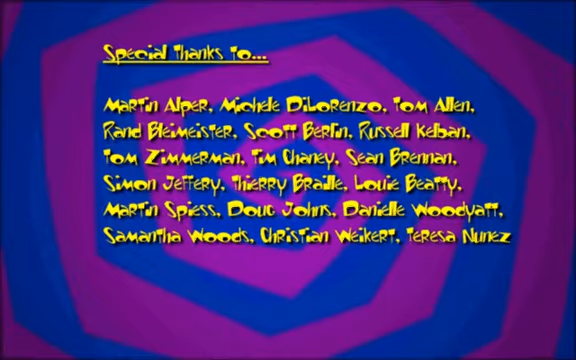 Special Thanks To...
Martin Alper, Michele DiLorenzo, Tom Allen,
Rand Bleimeister, Scott Berfin, Russell Kelban,
Tom Zimmerman, Tim Chaney, Sean Brennan,
Simon Jeffery, Thierry Braille, Louie Beatty,
Martin Spiess, Doug Johns, Danielle Woodyatt,
Samantha Woods, Christian Weikert, Teresa Nunez